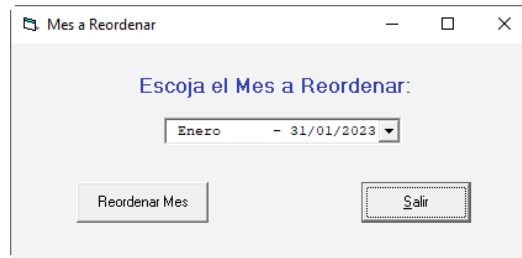 Mes a Reordenar
Escoja el Mes a Reordenar:
Enero - 31/01/2023
Reordenar Mes
Salir